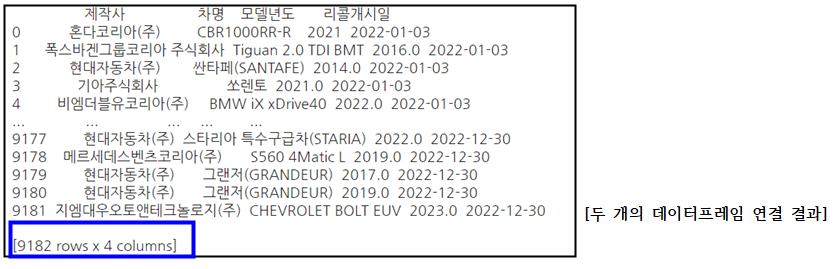 제작사 차명 모델년도 리콜개시일
0 혼다코리아(주) CBR1000RR-R 2021 2022-01-03
1 폭스바겐그룹코리아 주식회사 Tiguan 2.0 TDI BMT 2016.0 2022-01-03
2 현대자동차(주) 싼타페(SANTAFE) 2014.0 2022-01-03
3 기아주식회사 쏘렌토 2021.0 2022-01-03
4 비엠더블유코리아(주) BMW iX xDrive40 2022.0 2022-01-03
... ... ... ... ...
9177 현대자동차(주) 스타리아 특수구급차(STARIA) 2022.0 2022-12-30
9178 메르세데스벤츠코리아(주) S560 4Matic L 2019.0 2022-12-30
9179 현대자동차(주) 그랜저(GRANDEUR) 2017.0 2022-12-30
9180 현대자동차(주) 그랜저(GRANDEUR) 2019.0 2022-12-30
9181 지엠대우오토앤테크놀로지(주) CHEVROLET BOLT EUV 2023.0 2022-12-30
[두 개의 데이터프레임 연결 결과]
[9182 rows x 4 columns]